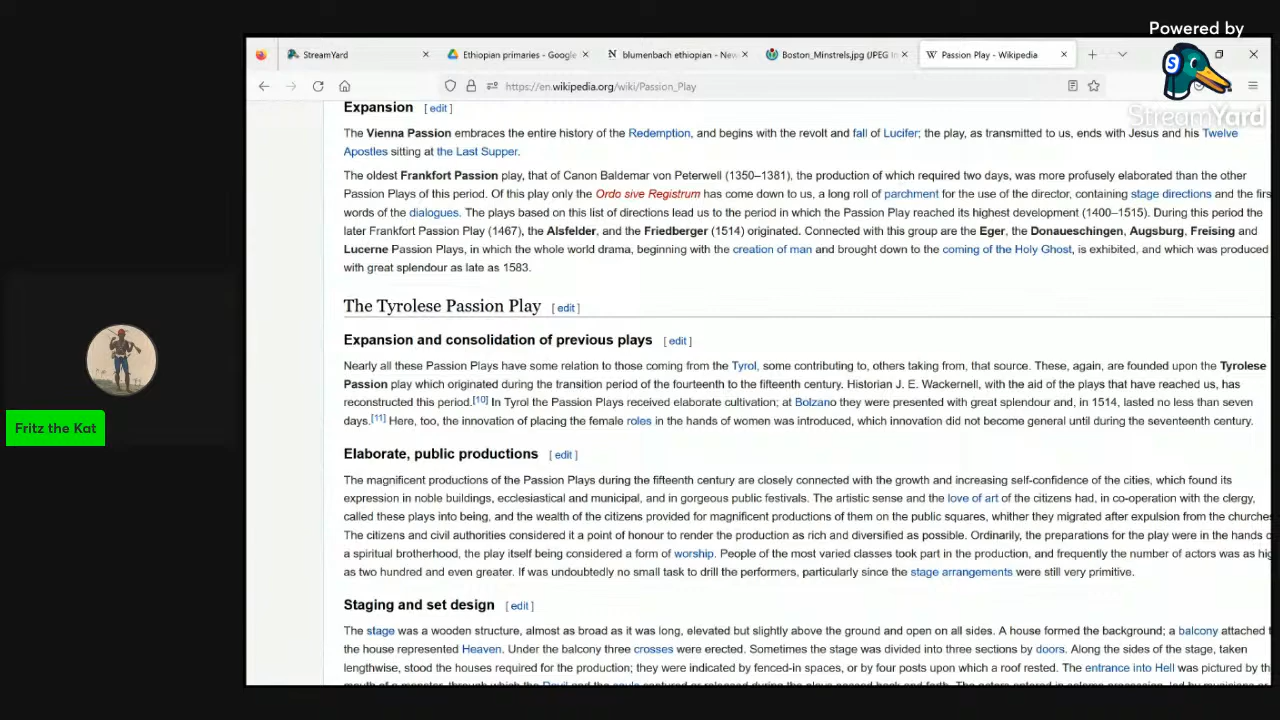 Powered by
StreamYard
StreamYard
Ethiopian primaries - Google
blumenbach ethiopian - New
Boston_Minstrels.jpg (JPEG Im
Passion Play - Wikipedia
https://en.wikipedia.org/wiki/Passion_Play
Expansion [ edit ]
The Vienna Passion embraces the entire history of the Redemption, and begins with the revolt and fall of Lucifer; the play, as transmitted to us, ends with Jesus and his Twelve
Apostles sitting at the Last Supper.
The oldest Frankfort Passion play, that of Canon Baldemar von Peterwell (1350–1381), the production of which required two days, was more profusely elaborated than the other
Passion Plays of this period. Of this play only the Ordo sive Registrum has come down to us, a long roll of parchment for the use of the director, containing stage directions and the firs
words of the dialogues. The plays based on this list of directions lead us to the period in which the Passion Play reached its highest development (1400–1515). During this period the
later Frankfort Passion Play (1467), the Alsfelder, and the Friedberger (1514) originated. Connected with this group are the Eger, the Donaueschingen, Augsburg, Freising and
Lucerne Passion Plays, in which the whole world drama, beginning with the creation of man and brought down to the coming of the Holy Ghost, is exhibited, and which was produced
with great splendour as late as 1583.
The Tyrolese Passion Play [ edit ]
Expansion and consolidation of previous plays [ edit ]
Nearly all these Passion Plays have some relation to those coming from the Tyrol, some contributing to, others taking from, that source. These, again, are founded upon the Tyrolese
Passion play which originated during the transition period of the fourteenth to the fifteenth century. Historian J. E. Wackernell, with the aid of the plays that have reached us, has
reconstructed this period.[10] In Tyrol the Passion Plays received elaborate cultivation; at Bolzano they were presented with great splendour and, in 1514, lasted no less than seven
days.[11] Here, too, the innovation of placing the female roles in the hands of women was introduced, which innovation did not become general until during the seventeenth century.
Elaborate, public productions [ edit ]
The magnificent productions of the Passion Plays during the fifteenth century are closely connected with the growth and increasing self-confidence of the cities, which found its
expression in noble buildings, ecclesiastical and municipal, and in gorgeous public festivals. The artistic sense and the love of art of the citizens had, in co-operation with the clergy,
called these plays into being, and the wealth of the citizens provided for magnificent productions of them on the public squares, whither they migrated after expulsion from the churches
The citizens and civil authorities considered it a point of honour to render the production as rich and diversified as possible. Ordinarily, the preparations for the play were in the hands o
a spiritual brotherhood, the play itself being considered a form of worship. People of the most varied classes took part in the production, and frequently the number of actors was as hig
as two hundred and even greater. If was undoubtedly no small task to drill the performers, particularly since the stage arrangements were still very primitive.
Staging and set design [ edit ]
The stage was a wooden structure, almost as broad as it was long, elevated but slightly above the ground and open on all sides. A house formed the background; a balcony attached t
the house represented Heaven. Under the balcony three crosses were erected. Sometimes the stage was divided into three sections by doors. Along the sides of the stage, taken
lengthwise, stood the houses required for the production; they were indicated by fenced-in spaces, or by four posts upon which a roof rested. The entrance into Hell was pictured by the
Fritz the Kat